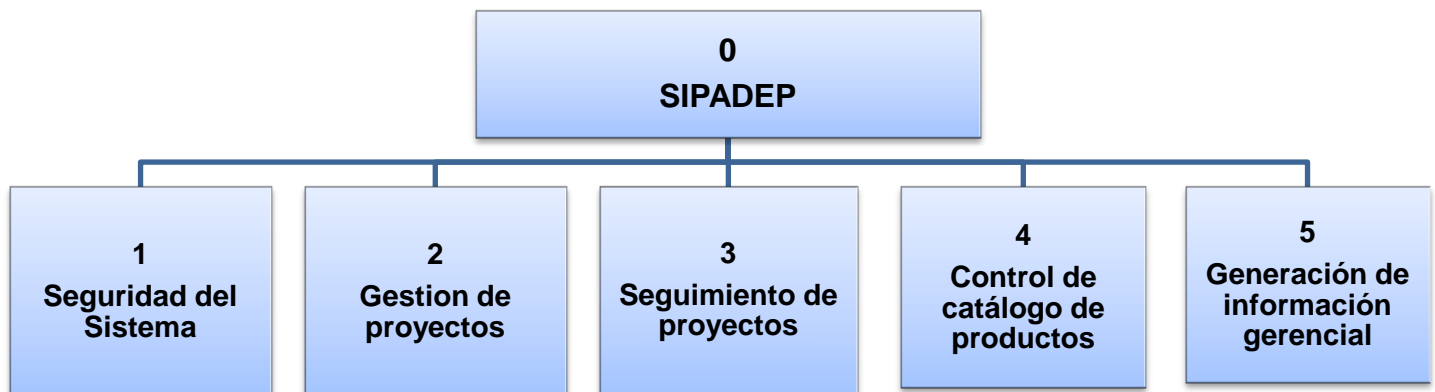 0
SIPADEP
1
Seguridad del
Sistema
2
Gestion de
proyectos
3
Seguimiento de
proyectos
4
Control de
catálogo de
productos
5
Generación de
información
gerencial